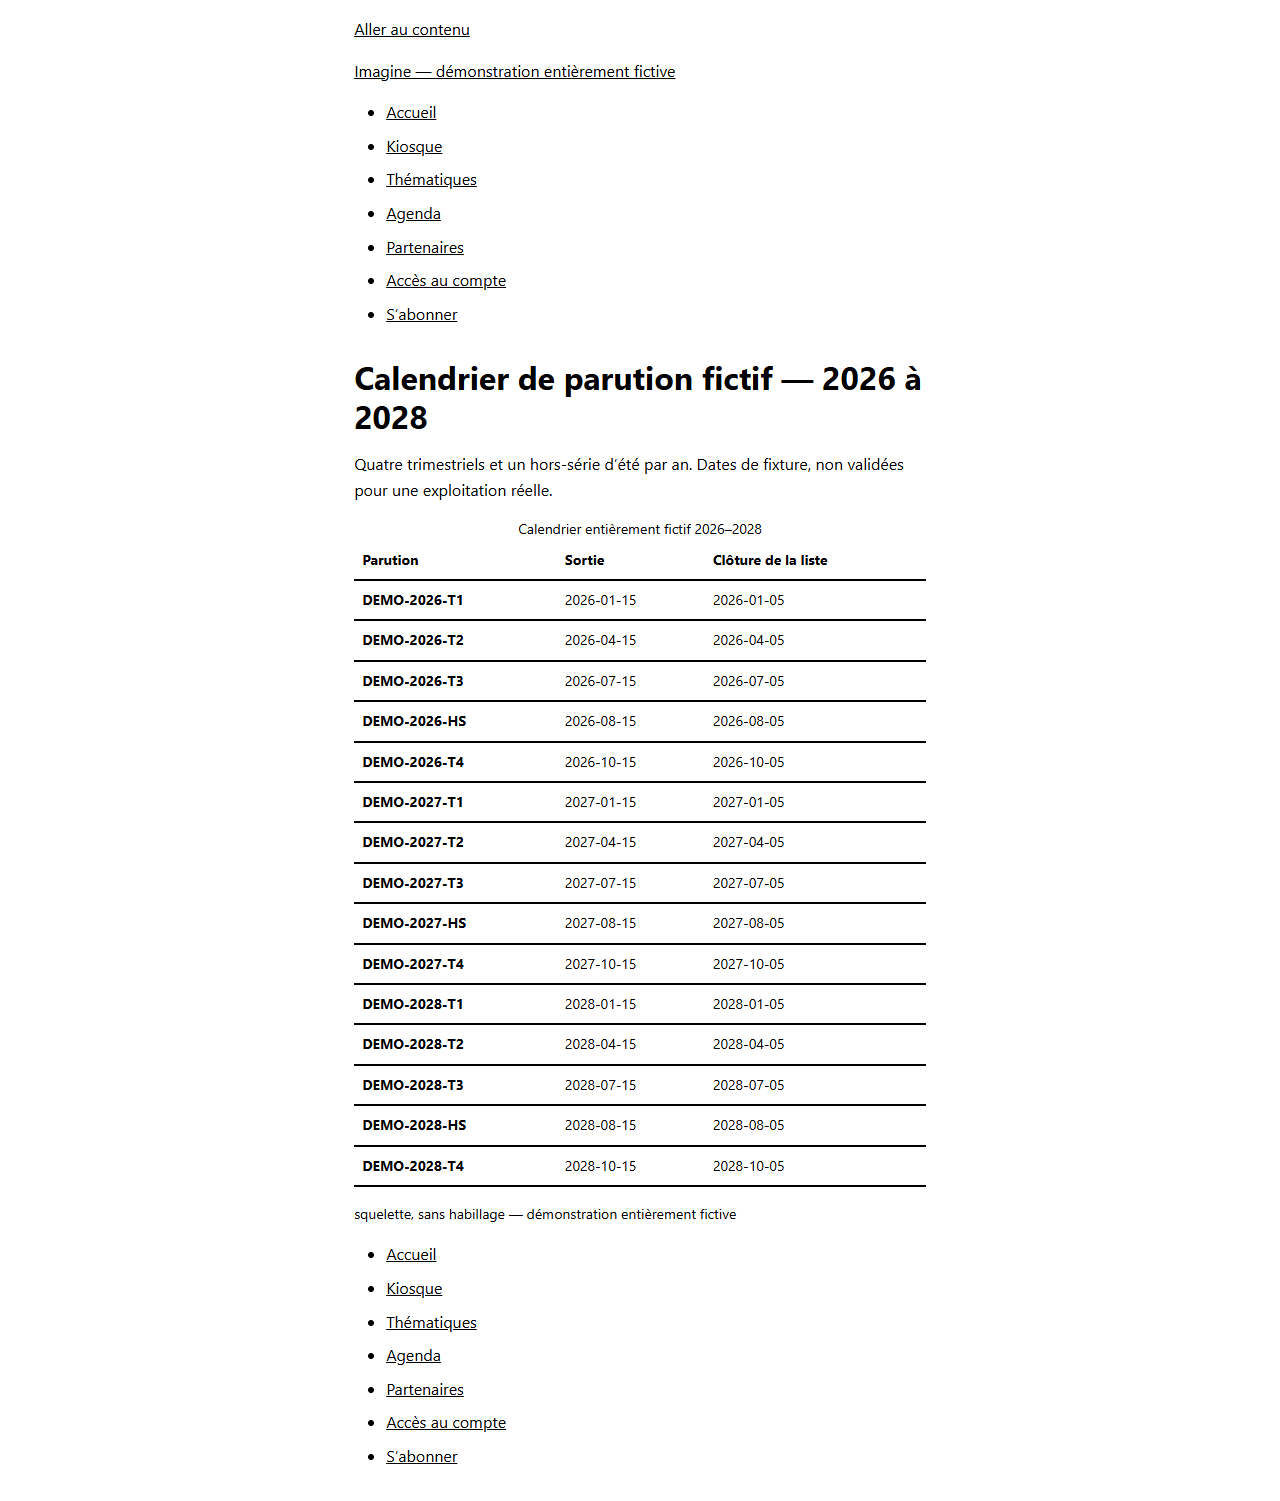 Aller au contenu
Imagine — démonstration entièrement fictive
Accueil
Kiosque
Thématiques
Agenda
Partenaires
Accès au compte
S’abonner
Calendrier de parution fictif — 2026 à
2028
Quatre trimestriels et un hors-série d’été par an. Dates de fixture, non validées
pour une exploitation réelle.
Calendrier entièrement fictif 2026–2028
Parution Sortie Clôture de la liste
DEMO-2026-T1 2026-01-15 2026-01-05
DEMO-2026-T2 2026-04-15 2026-04-05
DEMO-2026-T3 2026-07-15 2026-07-05
DEMO-2026-HS 2026-08-15 2026-08-05
DEMO-2026-T4 2026-10-15 2026-10-05
DEMO-2027-T1 2027-01-15 2027-01-05
DEMO-2027-T2 2027-04-15 2027-04-05
DEMO-2027-T3 2027-07-15 2027-07-05
DEMO-2027-HS 2027-08-15 2027-08-05
DEMO-2027-T4 2027-10-15 2027-10-05
DEMO-2028-T1 2028-01-15 2028-01-05
DEMO-2028-T2 2028-04-15 2028-04-05
DEMO-2028-T3 2028-07-15 2028-07-05
DEMO-2028-HS 2028-08-15 2028-08-05
DEMO-2028-T4 2028-10-15 2028-10-05
squelette, sans habillage — démonstration entièrement fictive
Accueil
Kiosque
Thématiques
Agenda
Partenaires
Accès au compte
S’abonner